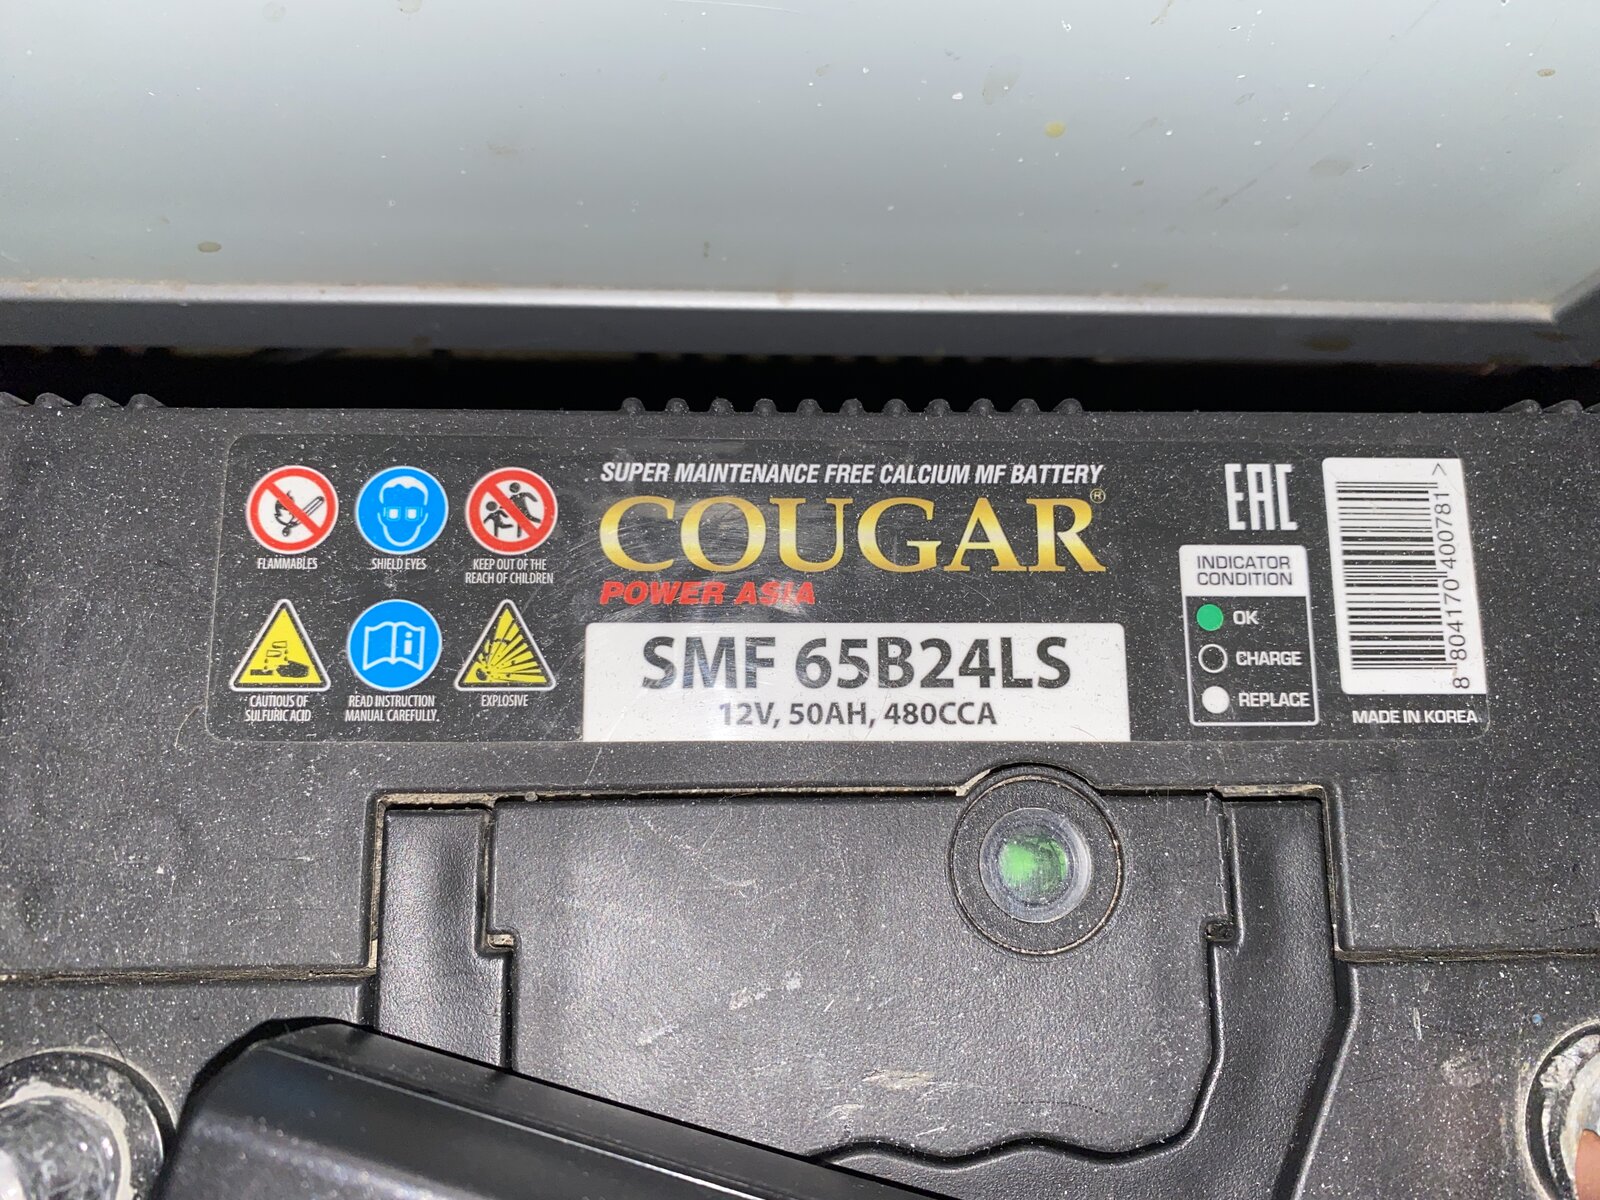 SUPER MAINTENANCE FREE CALCIUM MF BATTERY
COUGAR®
POWER ASIA
SMF 65B24LS
12V, 50AH, 480CCA
FLAMMABLES
SHIELD EYES
KEEP OUT OF THE
REACH OF CHILDREN
CAUTIOUS OF
SULFURIC ACID
READ INSTRUCTION
MANUAL CAREFULLY.
EXPLOSIVE
EAC
INDICATOR
CONDITION
OK
CHARGE
REPLACE
8 804170 400781 >
MADE IN KOREA